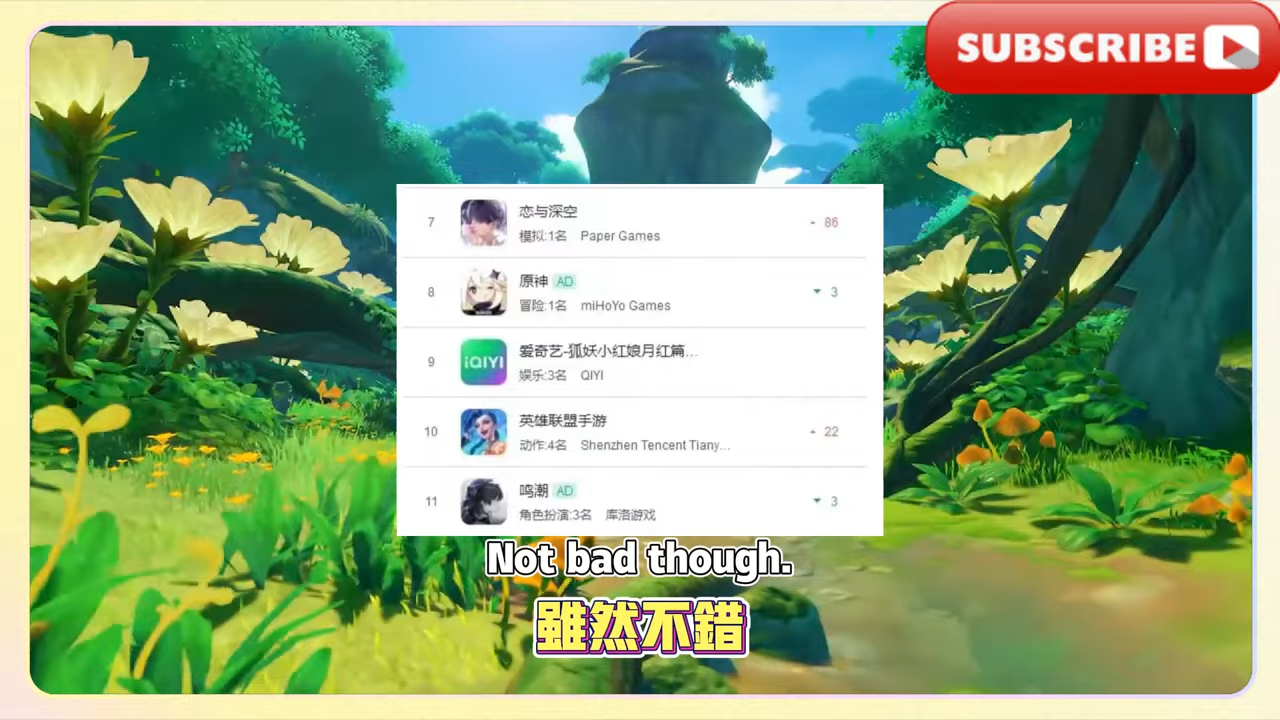 SUBSCRIBE
7
恋与深空
86
模拟:1名 Paper Games
原神 AD
8
3
冒险:1名 miHoYo Games
爱奇艺-狐妖小红娘月红篇...
9
iQIYI
娱乐:3名 QIYI
英雄联盟手游
10
22
动作:4名 Shenzhen Tencent Tiany...
鸣潮 AD
11
3
角色扮演:3名 库洛游戏
Not bad though.
雖然不錯